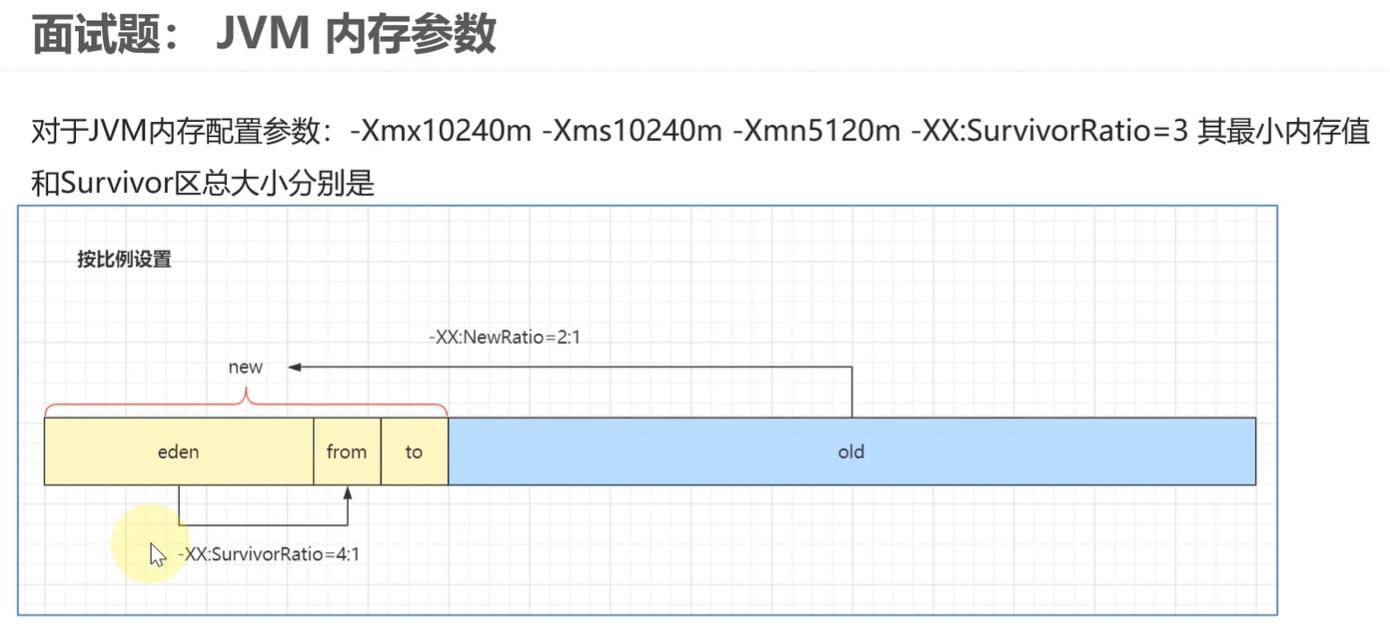 面试题： JVM 内存参数
对于JVM内存配置参数：-Xmx10240m -Xms10240m -Xmn5120m -XX:SurvivorRatio=3 其最小内存值
和Survivor区总大小分别是
按比例设置
-XX:NewRatio=2:1
new
eden from to old
-XX:SurvivorRatio=4:1